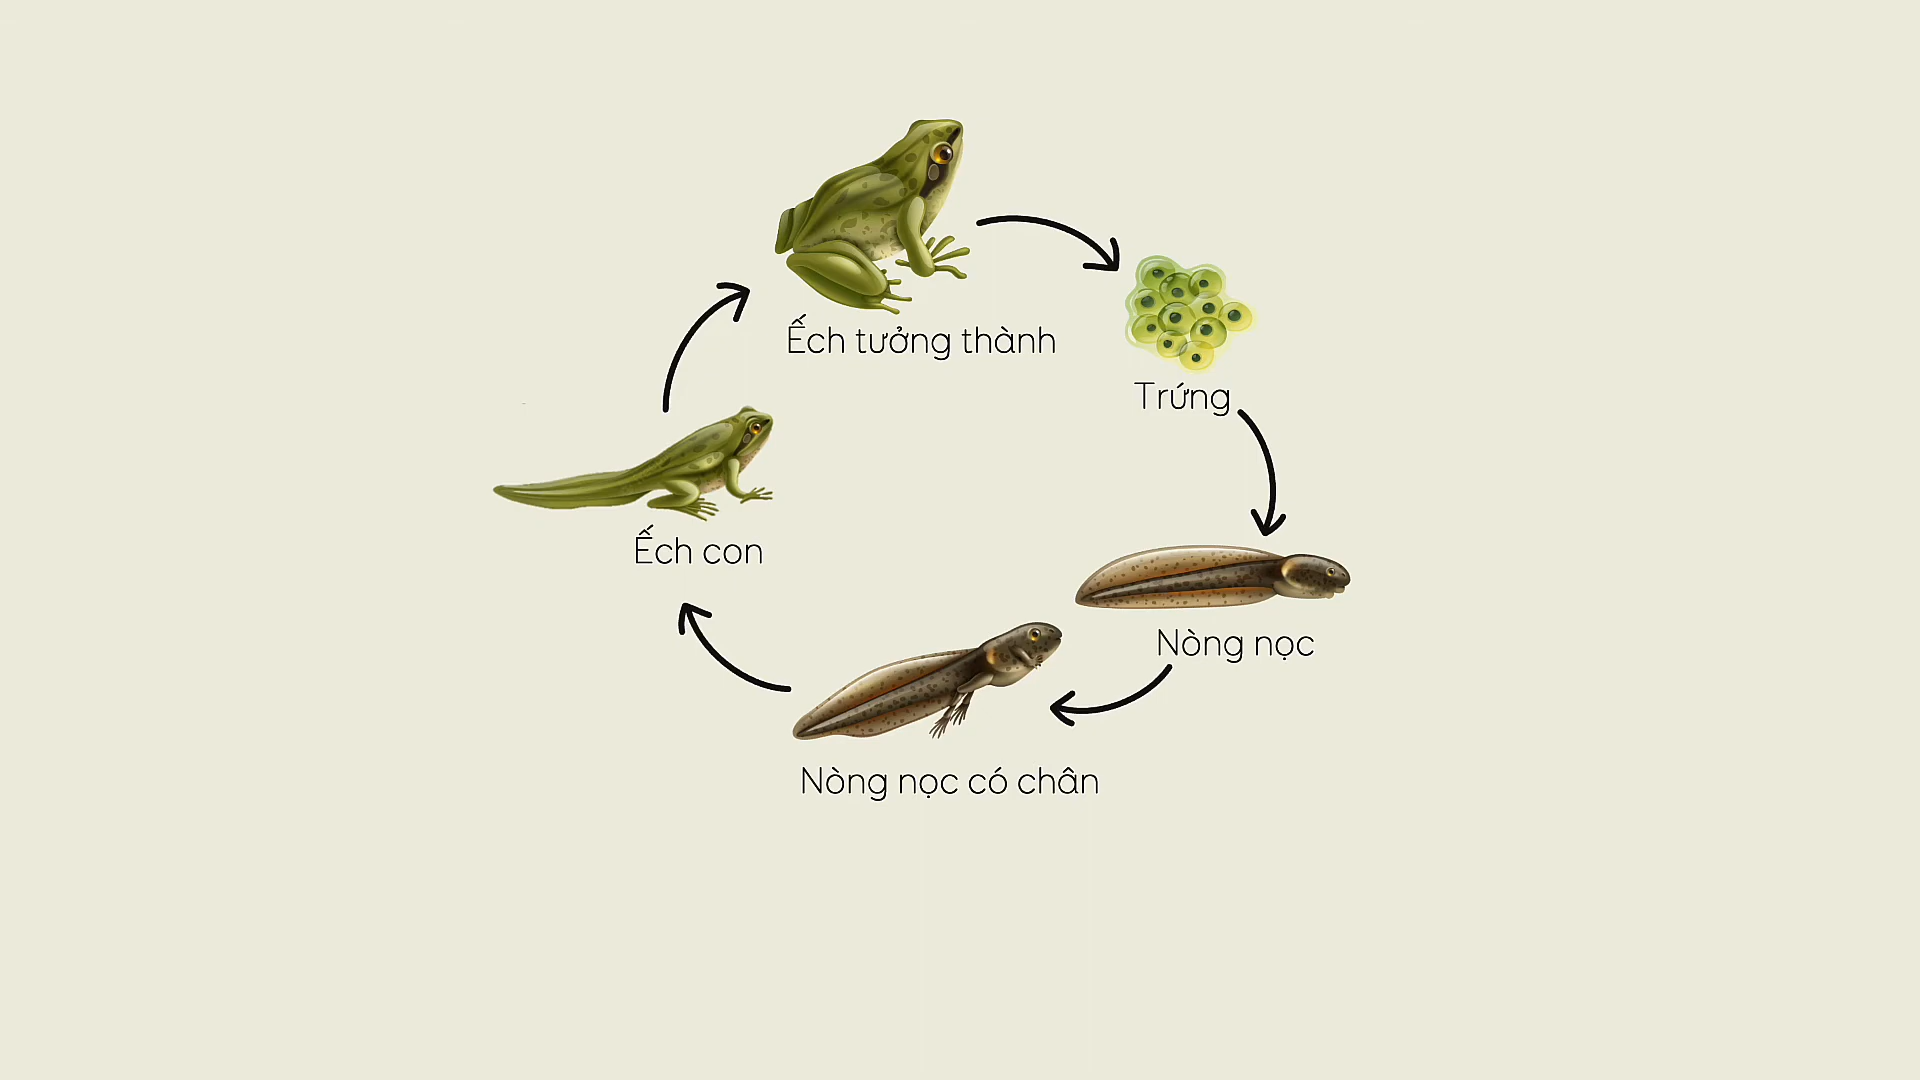 Ếch tưởng thành
Trứng
Ếch con
Nòng nọc
Nòng nọc có chân